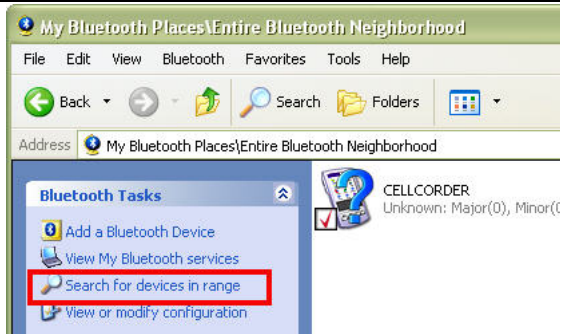 My Bluetooth Places\Entire Bluetooth Neighborhood
File Edit View Bluetooth Favorites Tools Help
Back Search Folders
Address My Bluetooth Places\Entire Bluetooth Neighborhood
Bluetooth Tasks
Add a Bluetooth Device
View My Bluetooth services
Search for devices in range
View or modify configuration
CELLCORDER
Unknown: Major(0), Minor(0